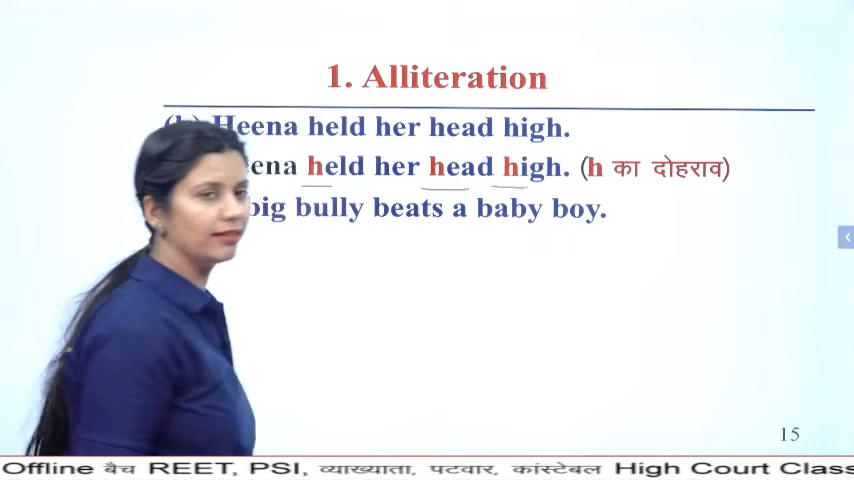 1. Alliteration
Heena held her head high.
ena held her head high. (h का दोहराव)
big bully beats a baby boy.
15
Offline बैच REET, PSI, व्याख्याता, पटवार, कांस्टेबल High Court Classe